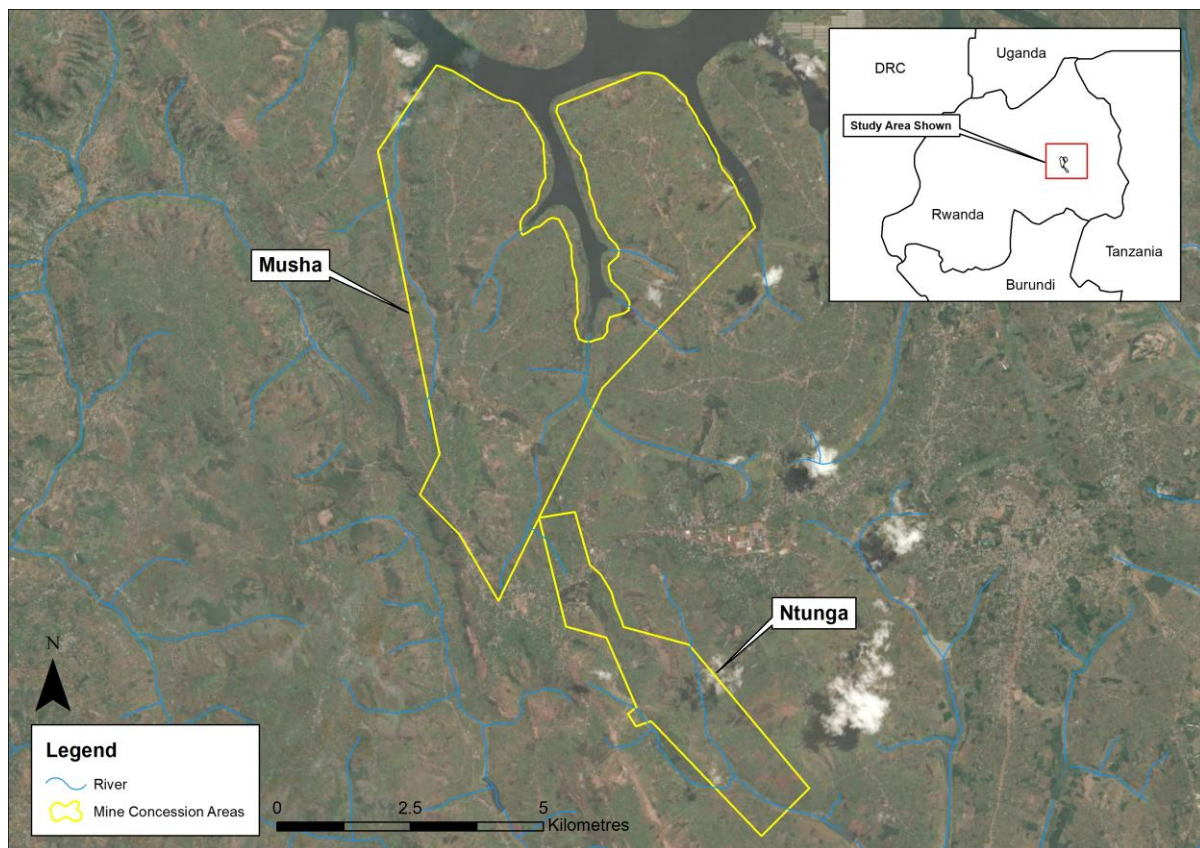 DRC
Uganda
Study Area Shown
Rwanda
Tanzania
Burundi
Musha
Ntunga
N
Legend
River
Mine Concession Areas
0 2.5 5
Kilometres